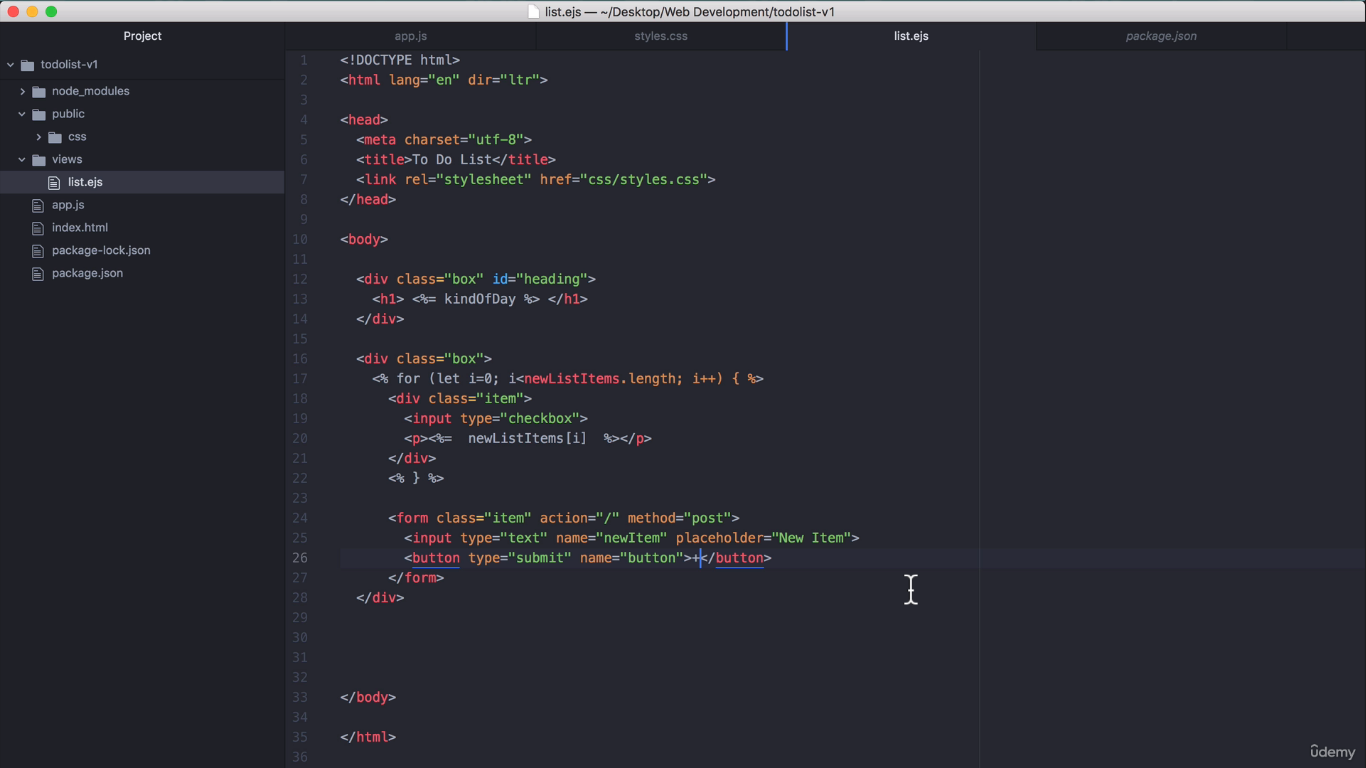 list.ejs — ~/Desktop/Web Development/todolist-v1
Project
app.js
styles.css
list.ejs
package.json
todolist-v1
node_modules
public
css
views
list.ejs
app.js
index.html
package-lock.json
package.json
1 <!DOCTYPE html>
2 <html lang="en" dir="ltr">
3
4 <head>
5 <meta charset="utf-8">
6 <title>To Do List</title>
7 <link rel="stylesheet" href="css/styles.css">
8 </head>
9
10 <body>
11
12 <div class="box" id="heading">
13 <h1> <%= kindOfDay %> </h1>
14 </div>
15
16 <div class="box">
17 <% for (let i=0; i<newListItems.length; i++) { %>
18 <div class="item">
19 <input type="checkbox">
20 <p><%=  newListItems[i]  %></p>
21 </div>
22 <% } %>
23
24 <form class="item" action="/" method="post">
25 <input type="text" name="newItem" placeholder="New Item">
26 <button type="submit" name="button">+</button>
27 </form>
28 </div>
29
30
31
32
33 </body>
34
35 </html>
36
ûdemy